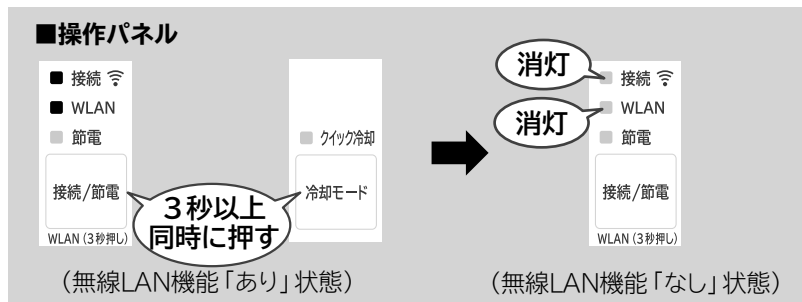 ■操作パネル
接続
WLAN
節電
接続/節電
WLAN(3秒押し)
3秒以上
同時に押す
クイック冷却
冷却モード
(無線LAN機能「あり」状態)
消灯
消灯
接続
WLAN
節電
接続/節電
WLAN(3秒押し)
(無線LAN機能「なし」状態)